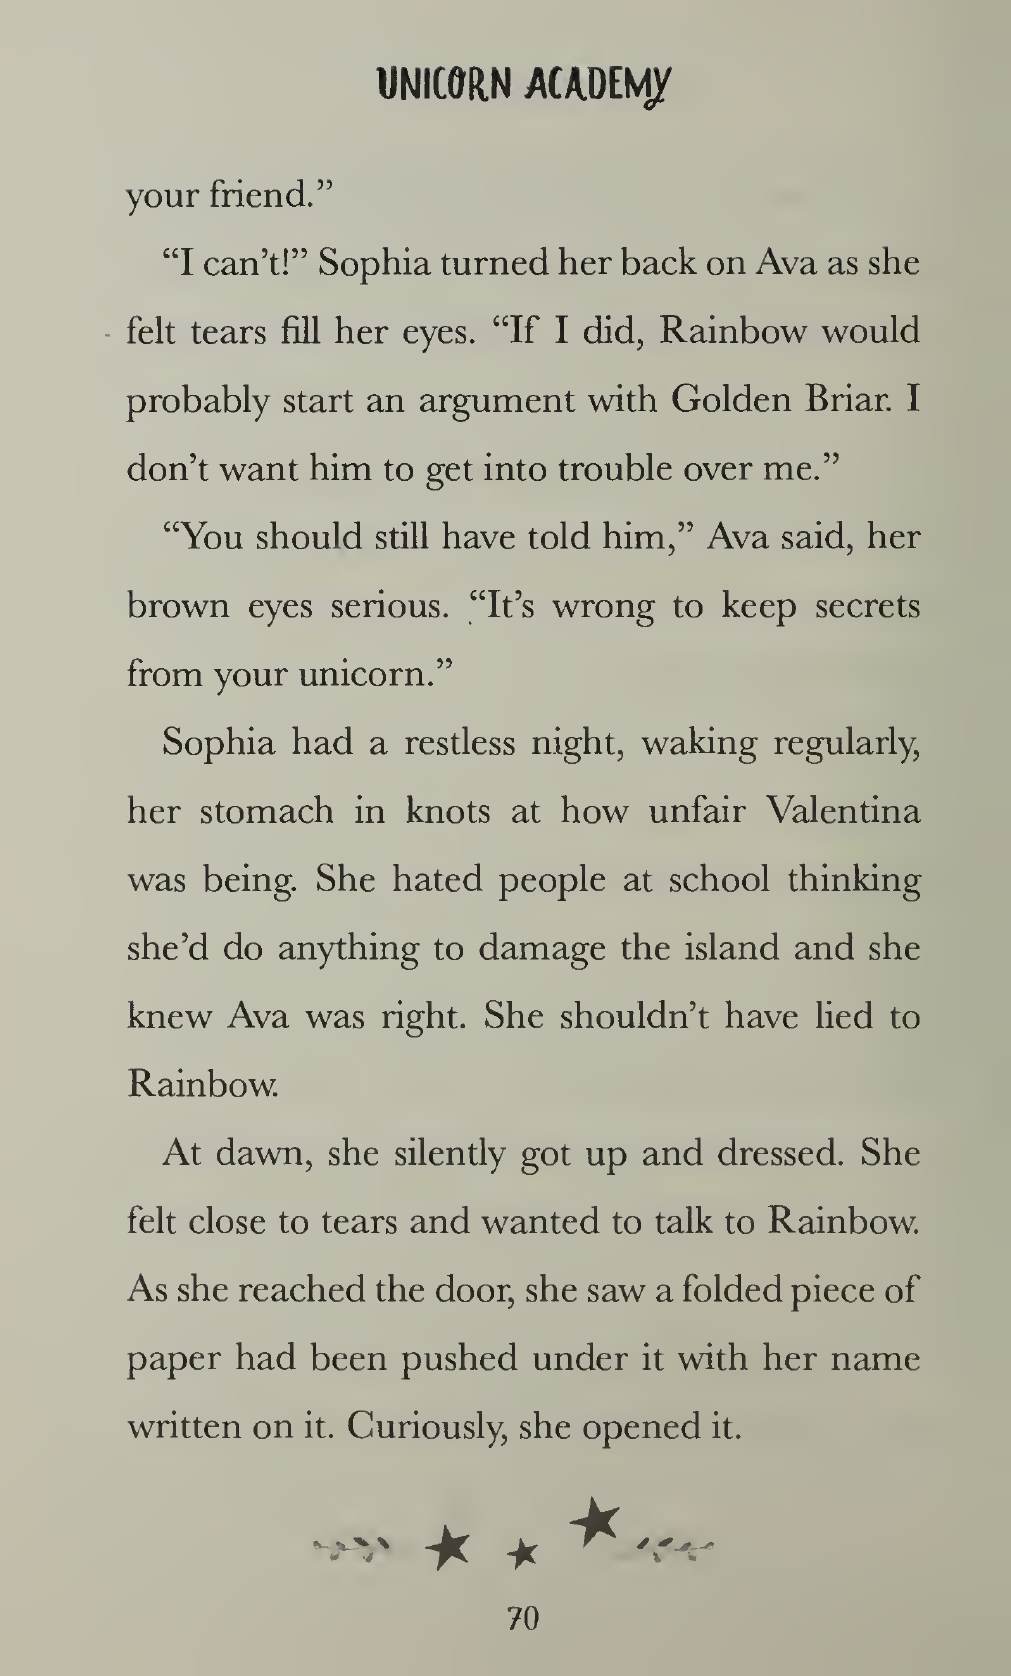 UNICORN ACADEMY
your friend.”
“I can’t!” Sophia turned her back on Ava as she
felt tears fill her eyes. “If I did, Rainbow would
probably start an argument with Golden Briar. I
don’t want him to get into trouble over me.”
“You should still have told him,” Ava said, her
brown eyes serious. “It’s wrong to keep secrets
from your unicorn.”
Sophia had a restless night, waking regularly,
her stomach in knots at how unfair Valentina
was being. She hated people at school thinking
she’d do anything to damage the island and she
knew Ava was right. She shouldn’t have lied to
Rainbow.
At dawn, she silently got up and dressed. She
felt close to tears and wanted to talk to Rainbow.
As she reached the door, she saw a folded piece of
paper had been pushed under it with her name
written on it. Curiously, she opened it.
70